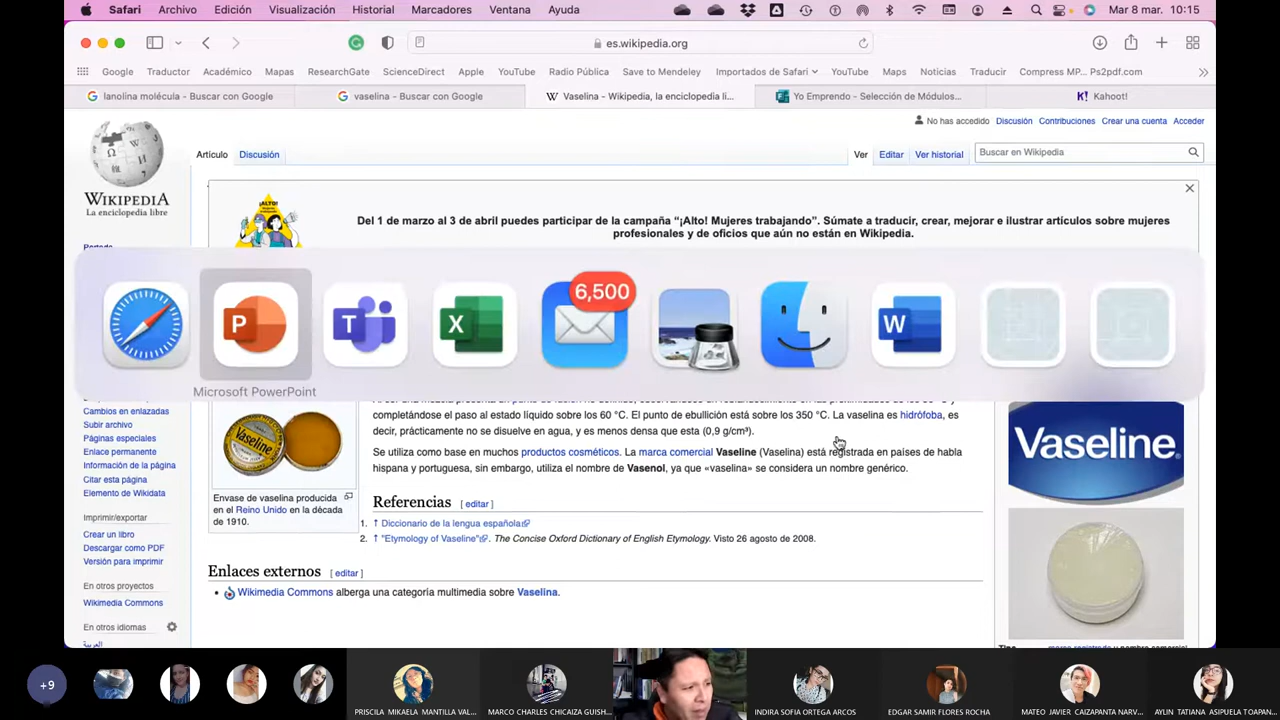 Safari Archivo Edición Visualización Historial Marcadores Ventana Ayuda Mar 8 mar. 10:15
es.wikipedia.org
Google Traductor Académico Mapas ResearchGate ScienceDirect Apple YouTube Radio Pública Save to Mendeley Importados de Safari YouTube Maps Noticias Traducir Compress MP... Ps2pdf.com
lanolina molécula - Buscar con Google vaselina - Buscar con Google Vaselina - Wikipedia, la enciclopedia li... Yo Emprendo - Selección de Módulos... Kahoot!
No has accedido Discusión Contribuciones Crear una cuenta Acceder
Artículo Discusión Ver Editar Ver historial Buscar en Wikipedia
WIKIPEDIA
La enciclopedia libre
¡ALTO!
Del 1 de marzo al 3 de abril puedes participar de la campaña “¡Alto! Mujeres trabajando”. Súmate a traducir, crear, mejorar e ilustrar artículos sobre mujeres
profesionales y de oficios que aún no están en Wikipedia.
Portada
6,500
P T X W
Microsoft PowerPoint
completándose el paso al estado líquido sobre los 60 °C. El punto de ebullición está sobre los 350 °C. La vaselina es hidrófoba, es
decir, prácticamente no se disuelve en agua, y es menos densa que esta (0,9 g/cm³).
Se utiliza como base en muchos productos cosméticos. La marca comercial Vaseline (Vaselina) está registrada en países de habla
hispana y portuguesa, sin embargo, utiliza el nombre de Vasenol, ya que «vaselina» se considera un nombre genérico.
Referencias [ editar ]
1. ↑ Diccionario de la lengua española
2. ↑ "Etymology of Vaseline". The Concise Oxford Dictionary of English Etymology. Visto 26 agosto de 2008.
Enlaces externos [ editar ]
Wikimedia Commons alberga una categoría multimedia sobre Vaselina.
Vaseline
Envase de vaselina producida
en el Reino Unido en la década
de 1910.
Vaseline
Cambios en enlazadas
Subir archivo
Páginas especiales
Enlace permanente
Información de la página
Citar esta página
Elemento de Wikidata
Imprimir/exportar
Crear un libro
Descargar como PDF
Versión para imprimir
En otros proyectos
Wikimedia Commons
En otros idiomas
العربية
Tipo marca registrada y nombre comercial
+9
PRISCILA MIKAELA MANTILLA VAL... MARCO CHARLES CHICAIZA GUISH... INDIRA SOFIA ORTEGA ARCOS EDGAR SAMIR FLORES ROCHA MATEO JAVIER CAIZAPANTA NARV... AYLIN TATIANA ASIPUELA TOAPAN...